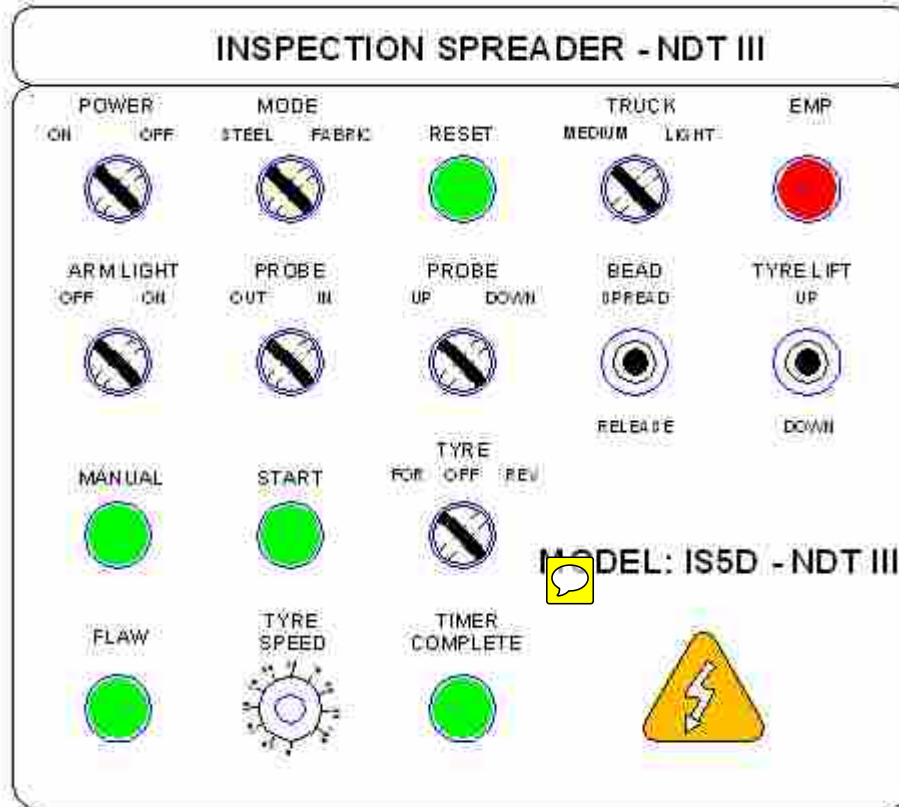 INSPECTION SPREADER - NDT III
POWER
ON OFF
MODE
STEEL FABRIC
RESET
TRUCK
MEDIUM LIGHT
EMP
ARM LIGHT
OFF ON
PROBE
OUT IN
PROBE
UP DOWN
BEAD
SPREAD
RELEASE
TYRE LIFT
UP
DOWN
MANUAL
START
TYRE
FOR OFF REV
MODEL: IS5D - NDT III
FLAW
TYRE
SPEED
TIMER
COMPLETE